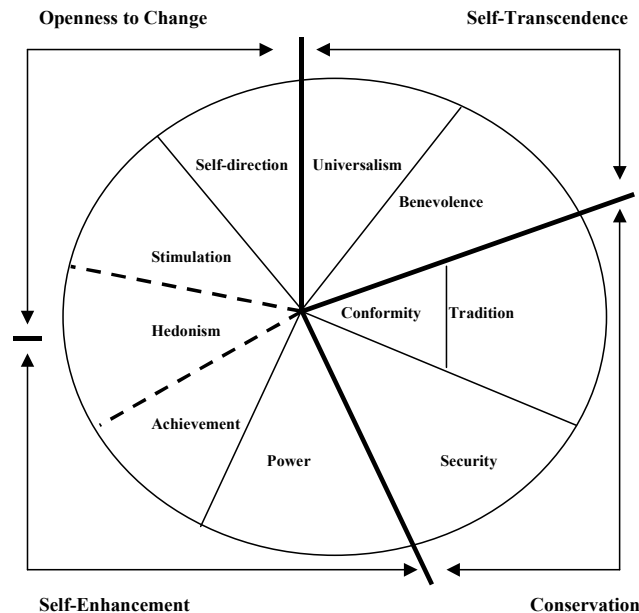 Openness to Change
Self-Transcendence
Self-direction
Universalism
Benevolence
Stimulation
Conformity
Tradition
Hedonism
Achievement
Power
Security
Self-Enhancement
Conservation